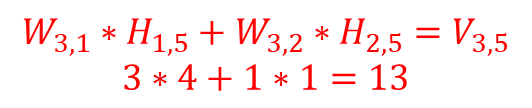 W₃,₁ * H₁,₅ + W₃,₂ * H₂,₅ = V₃,₅
3 * 4 + 1 * 1 = 13